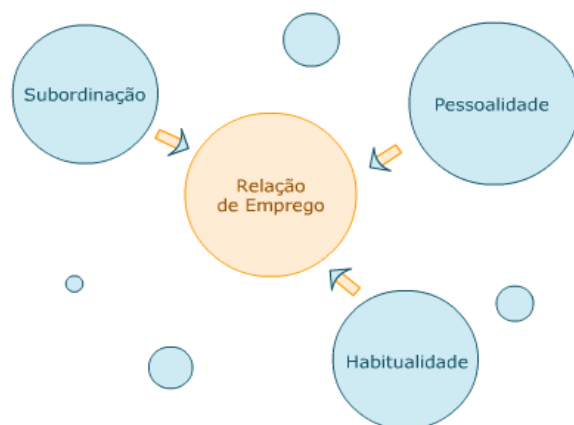 Subordinação
Pessoalidade
Relação
de Emprego
Habitualidade